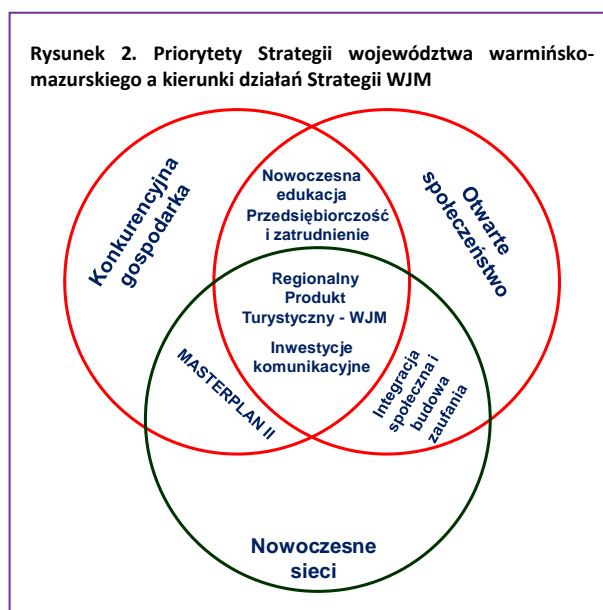 Rysunek 2. Priorytety Strategii województwa warmińsko-
mazurskiego a kierunki działań Strategii WJM
Konkurencyjna
gospodarka
Nowoczesna
edukacja
Przedsiębiorczość
i zatrudnienie
Otwarte
społeczeństwo
Regionalny
Produkt
Turystyczny - WJM
Inwestycje
komunikacyjne
MASTERPLAN II
Integracja
społeczna i
budowa
zaufania
Nowoczesne
sieci